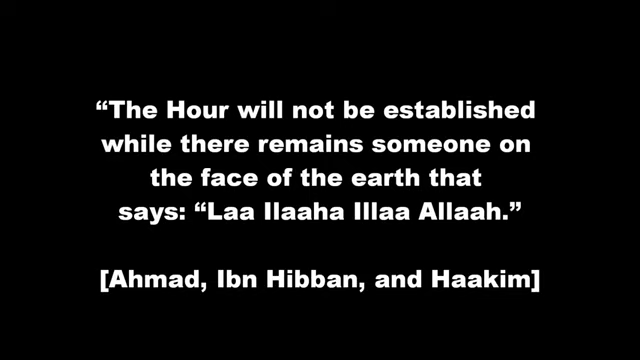 “The Hour will not be established
while there remains someone on
the face of the earth that
says: “Laa Ilaaha Illaa Allaah.”
[Ahmad, Ibn Hibban, and Haakim]